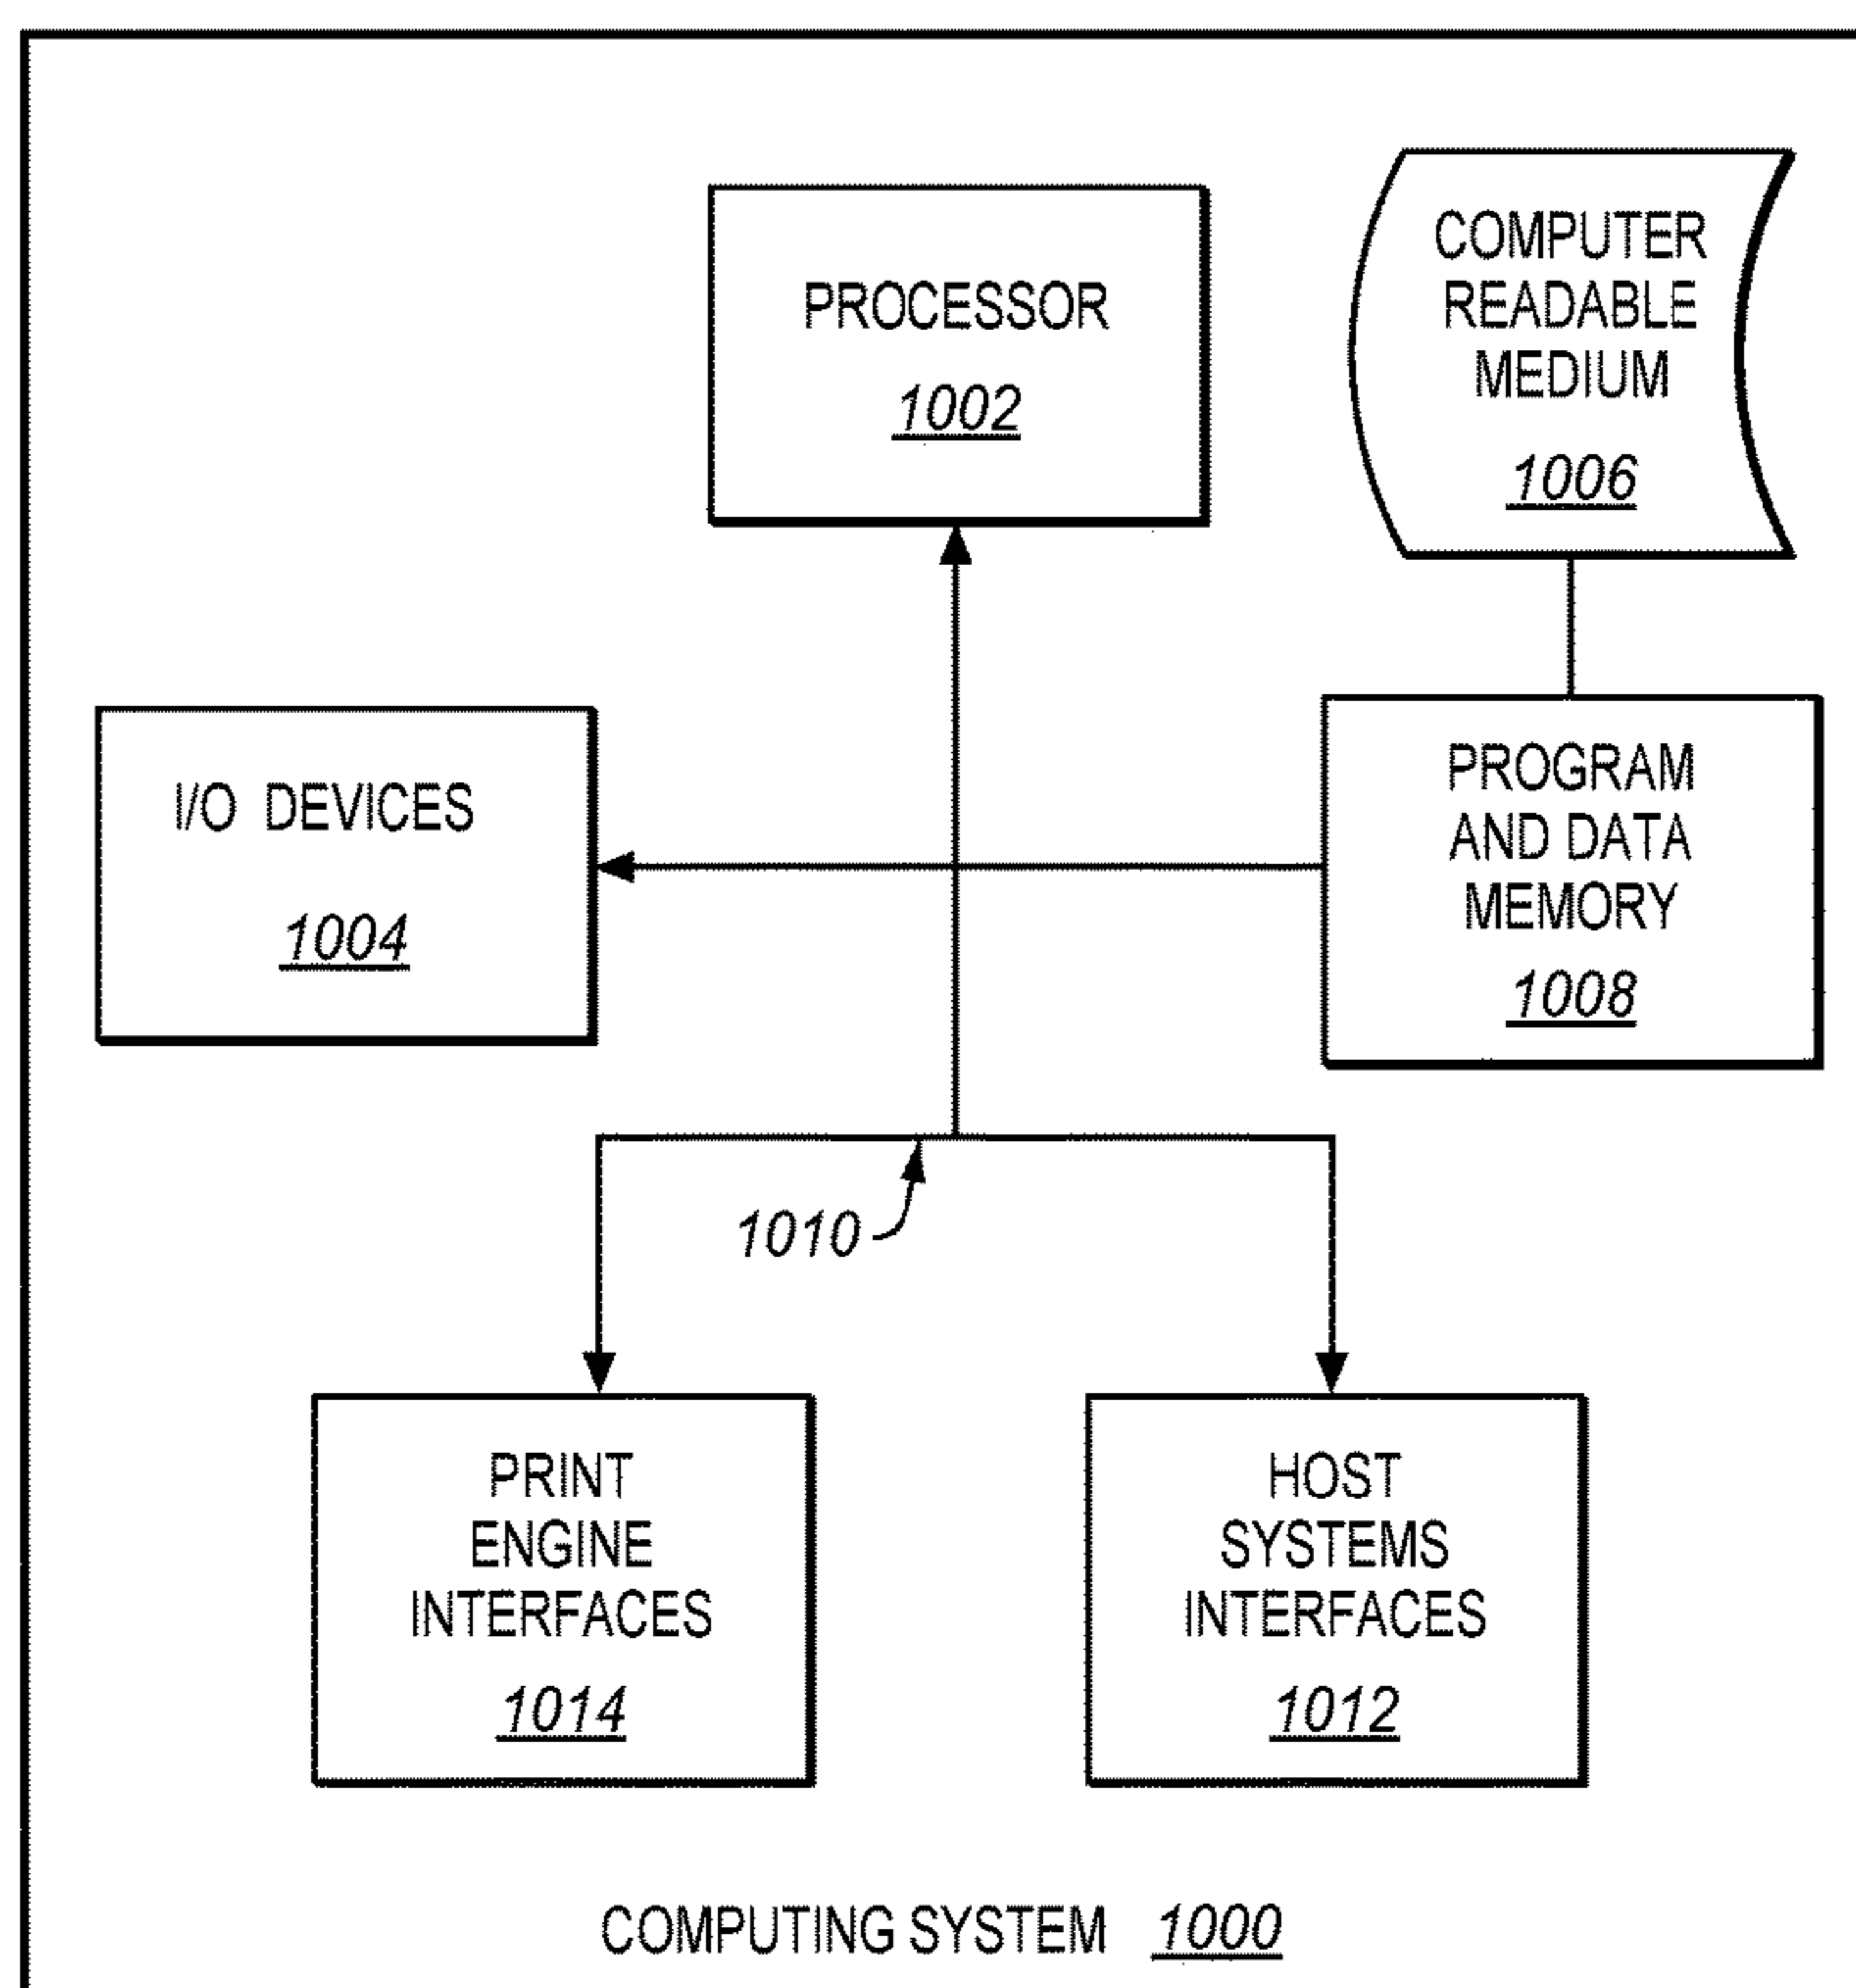 PROCESSOR
1002
COMPUTER
READABLE
MEDIUM
1006
I/O DEVICES
1004
PROGRAM
AND DATA
MEMORY
1008
1010
PRINT
ENGINE
INTERFACES
1014
HOST
SYSTEMS
INTERFACES
1012
COMPUTING SYSTEM 1000